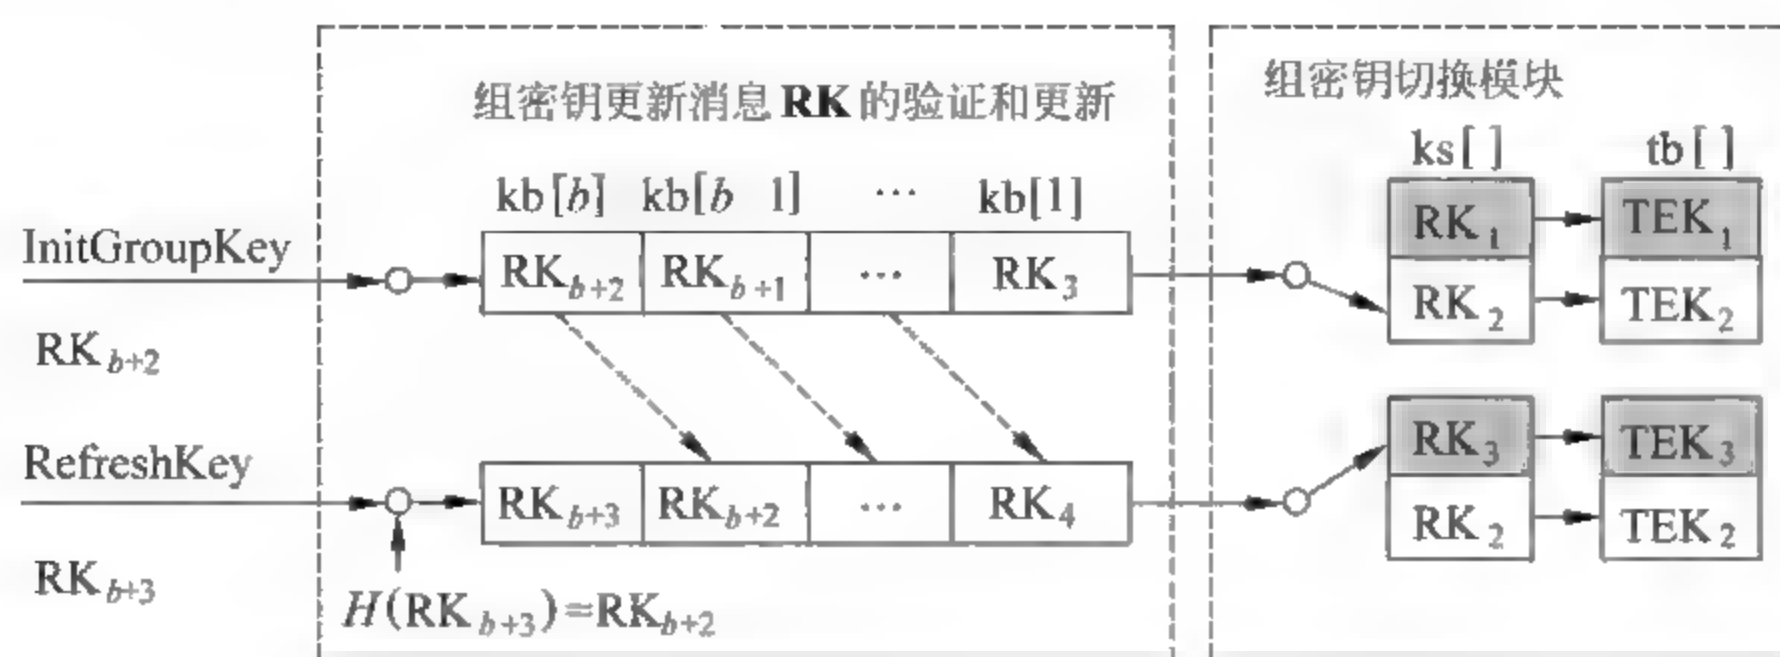 组密钥更新消息 RK 的验证和更新
组密钥切换模块
ks[ ] tb[ ]
kb[b] kb[b 1] … kb[1]
InitGroupKey
RK_{b+2} RK_{b+1} … RK_3
RK_1 TEK_1
RK_2 TEK_2
RK_{b+2}
RefreshKey
RK_{b+3} RK_{b+2} … RK_4
RK_3 TEK_3
RK_2 TEK_2
RK_{b+3}
H(RK_{b+3})=RK_{b+2}